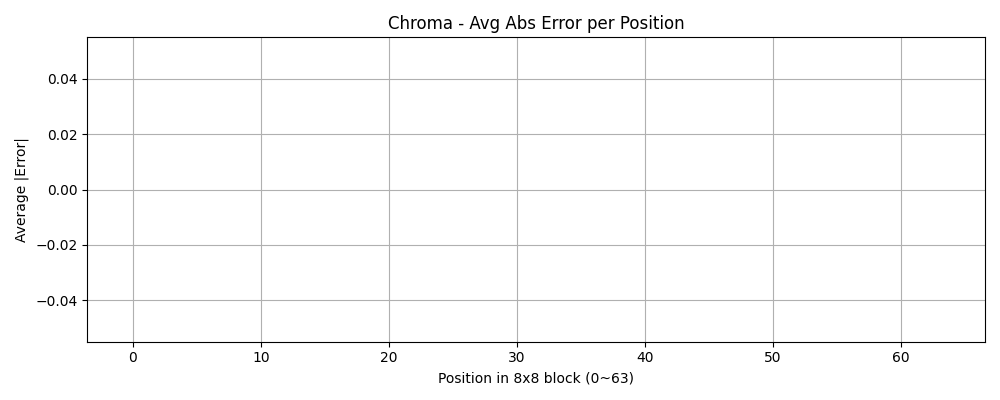 Chroma - Avg Abs Error per Position
Average |Error|
0.04
0.02
0.00
−0.02
−0.04
0 10 20 30 40 50 60
Position in 8x8 block (0~63)